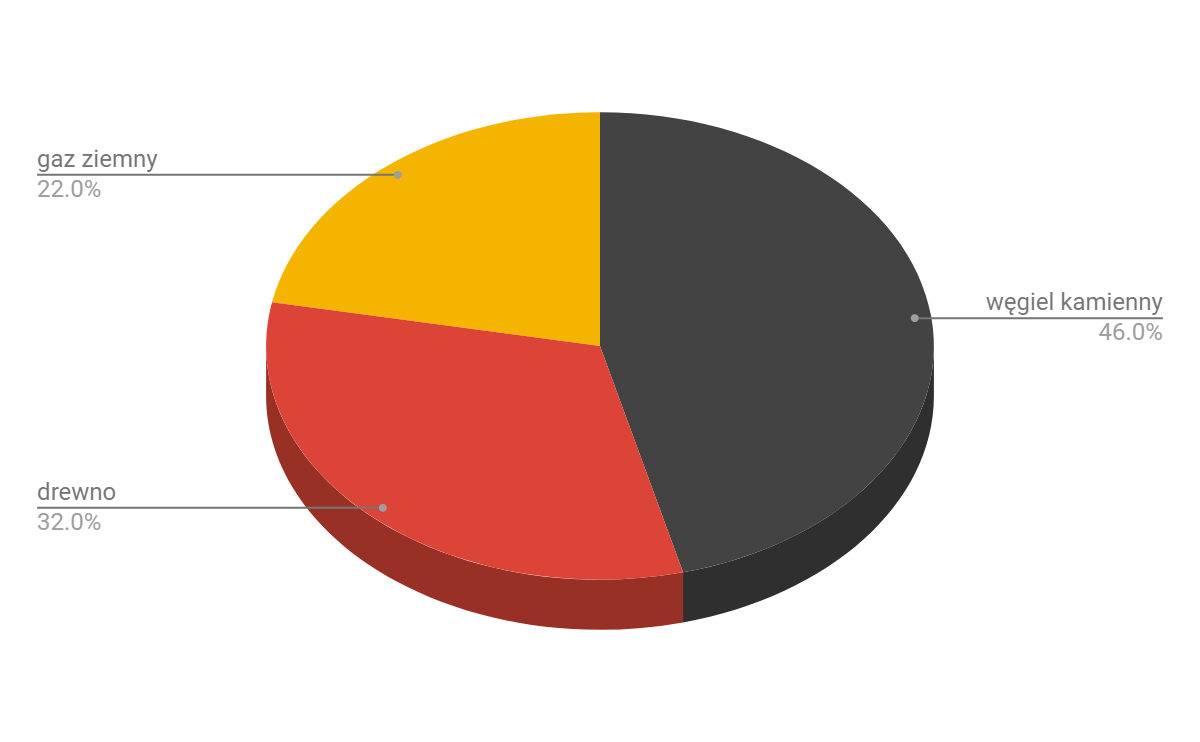 gaz ziemny
22.0%
węgiel kamienny
46.0%
drewno
32.0%